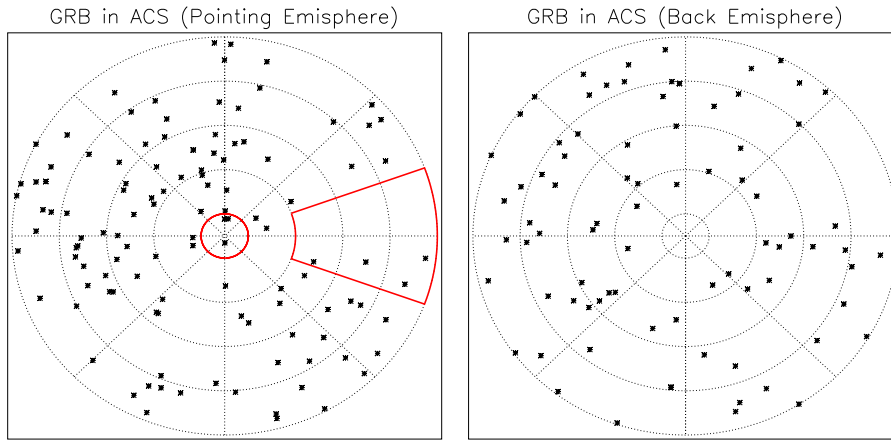 GRB in ACS (Pointing Emisphere)
GRB in ACS (Back Emisphere)